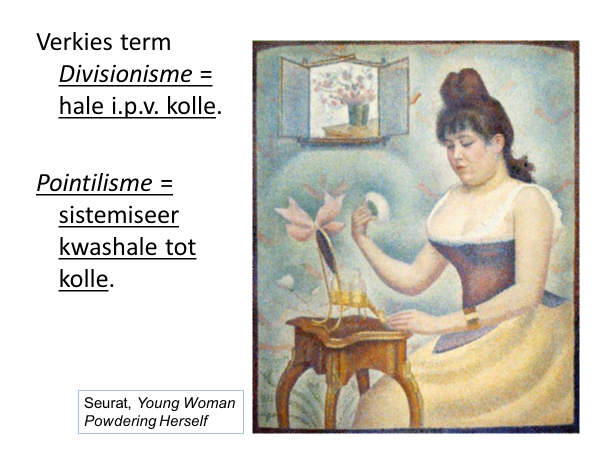 Verkies term
Divisionisme =
hale i.p.v. kolle.
Pointilisme =
sistemiseer
kwashale tot
kolle.
Seurat, Young Woman
Powdering Herself